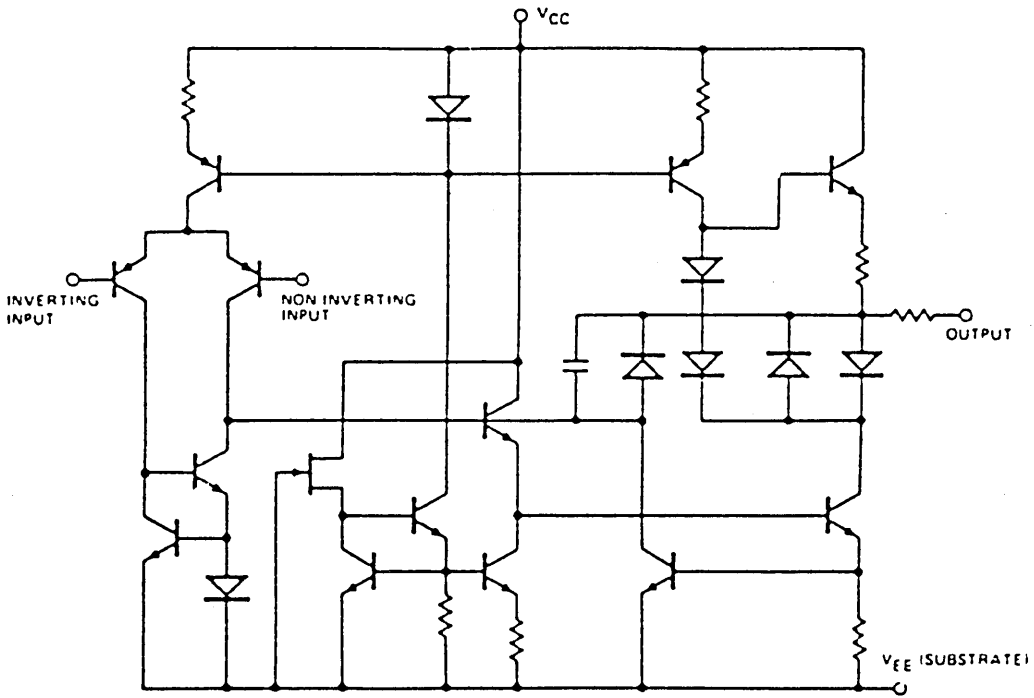 VCC
INVERTING
INPUT
NON INVERTING
INPUT
OUTPUT
VEE (SUBSTRATE)